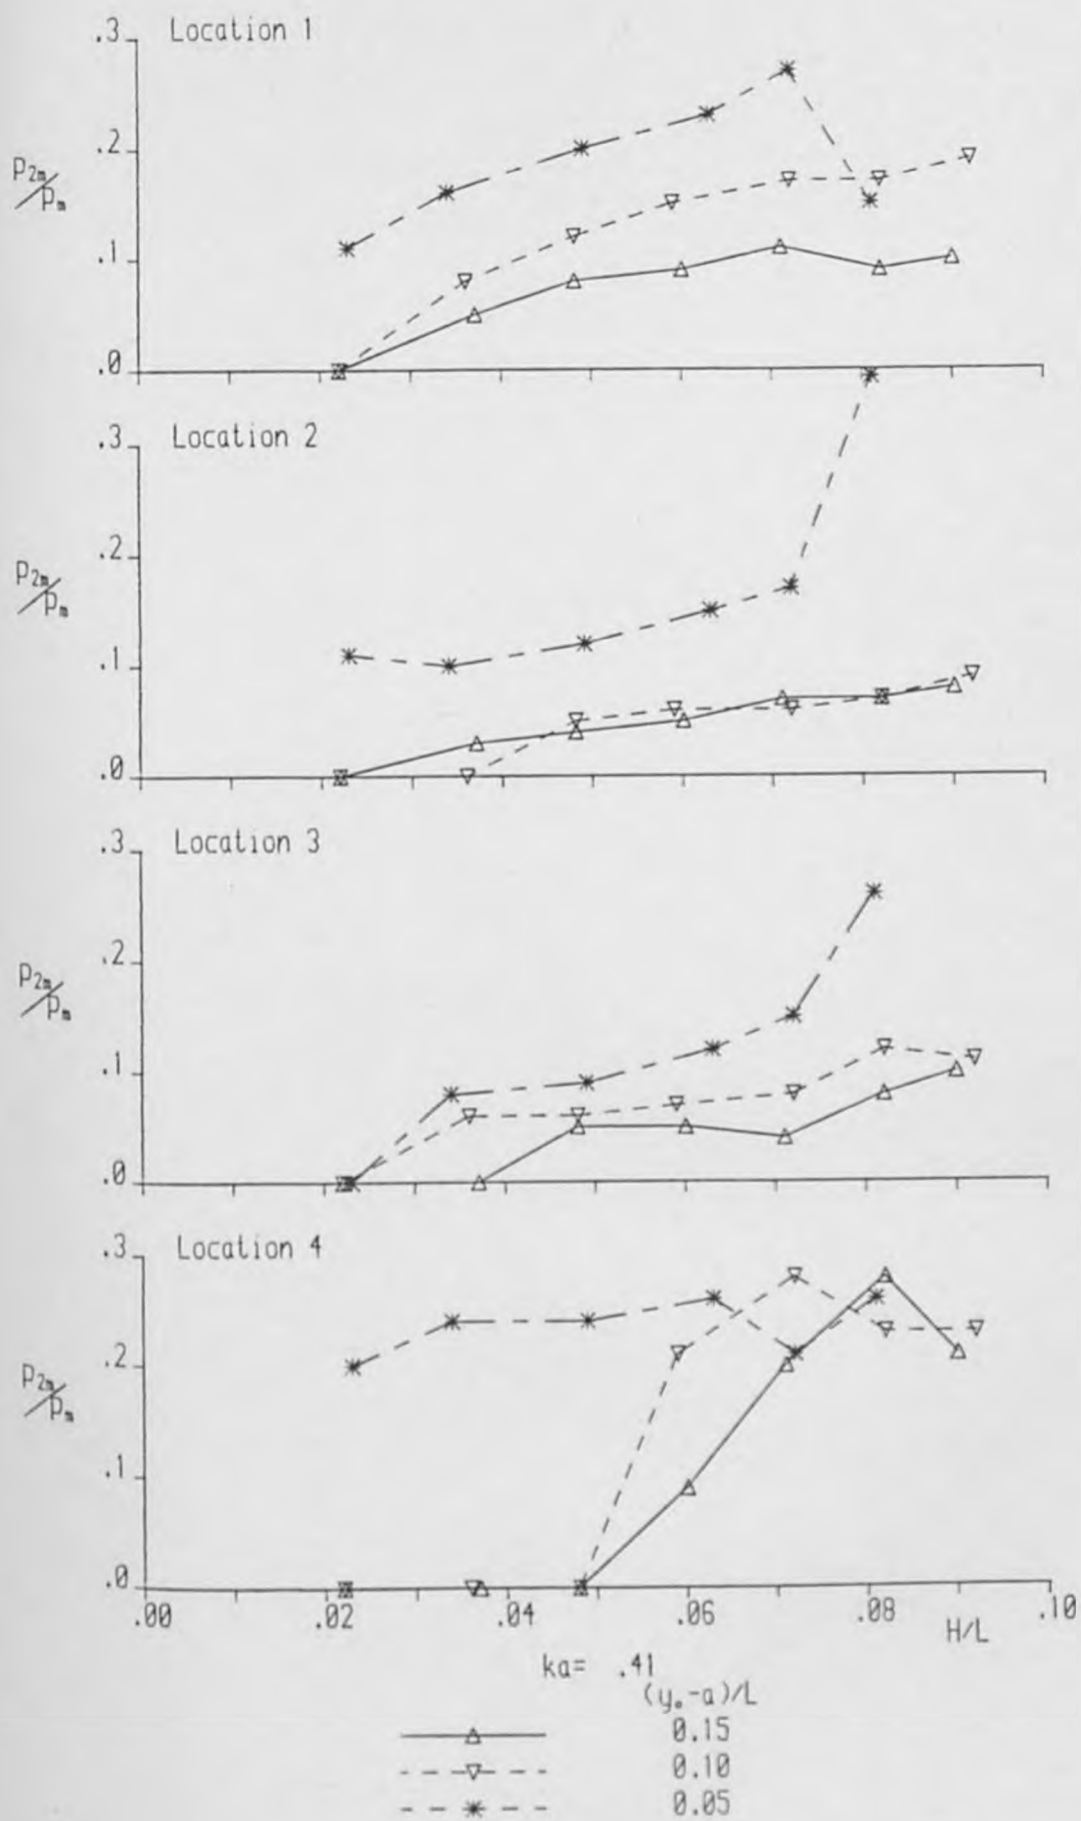 Location 1
.3
.2
.1
.0
P₂ₘ/Pₘ
Location 2
.3
.2
.1
.0
P₂ₘ/Pₘ
Location 3
.3
.2
.1
.0
P₂ₘ/Pₘ
Location 4
.3
.2
.1
.0
P₂ₘ/Pₘ
.00 .02 .04 .06 .08 .10
H/L
ka= .41
(y₀-a)/L
0.15
0.10
0.05